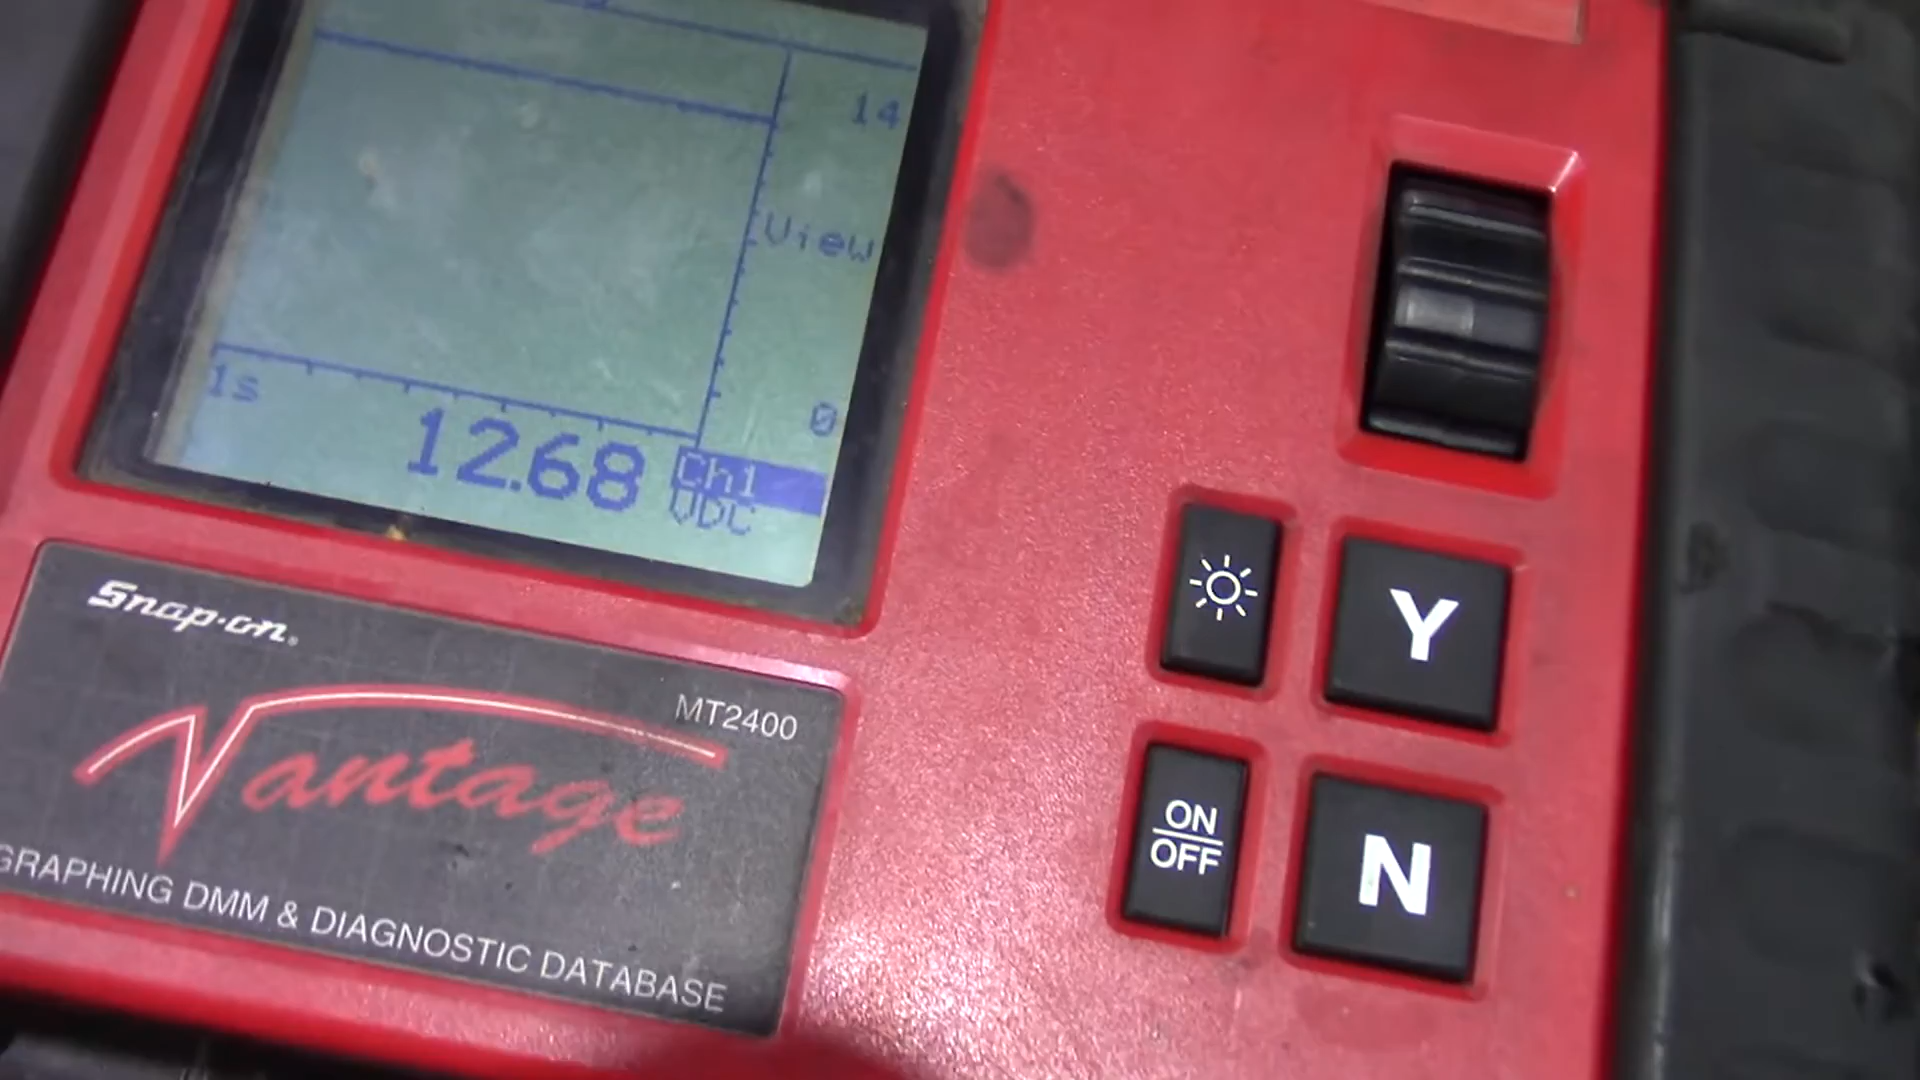 14
View
0
1s
12.68 Ch1
VDC
Snap-on®
MT2400
Vantage
GRAPHING DMM & DIAGNOSTIC DATABASE
Y
ON
OFF
N